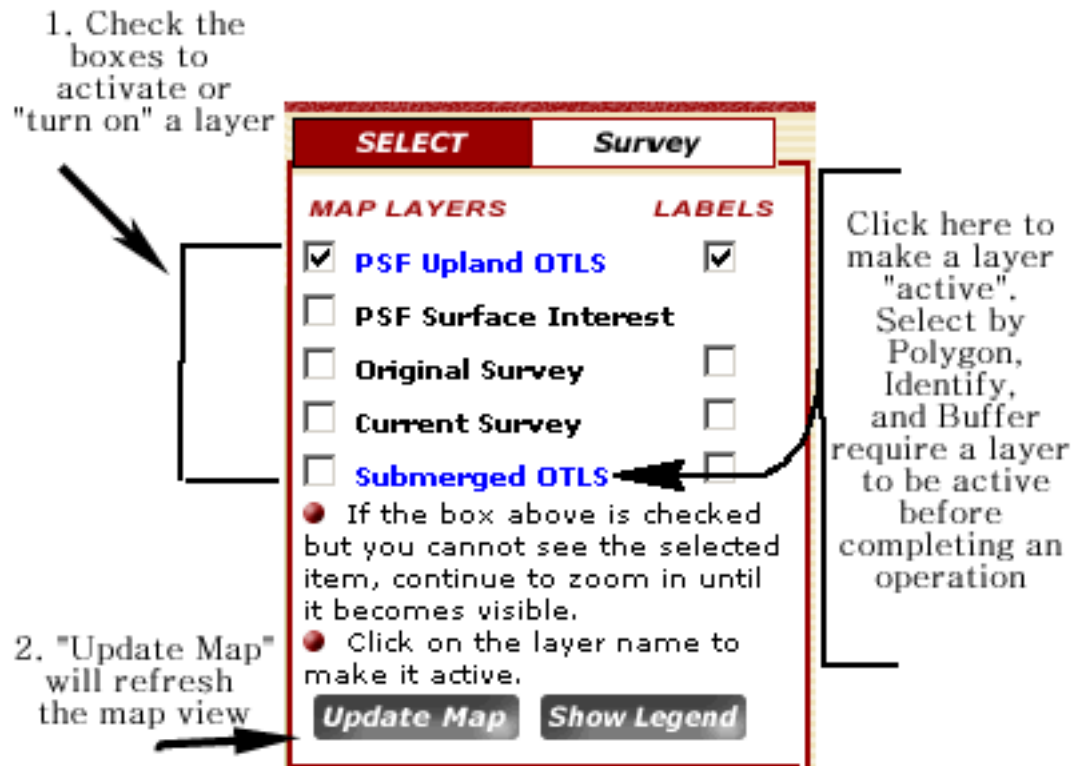 1. Check the
boxes to
activate or
"turn on" a layer
SELECT
Survey
MAP LAYERS
LABELS
PSF Upland OTLS
PSF Surface Interest
Original Survey
Current Survey
Submerged OTLS
If the box above is checked
but you cannot see the selected
item, continue to zoom in until
it becomes visible.
Click on the layer name to
make it active.
Update Map
Show Legend
2. "Update Map"
will refresh
the map view
Click here to
make a layer
"active".
Select by
Polygon,
Identify,
and Buffer
require a layer
to be active
before
completing an
operation